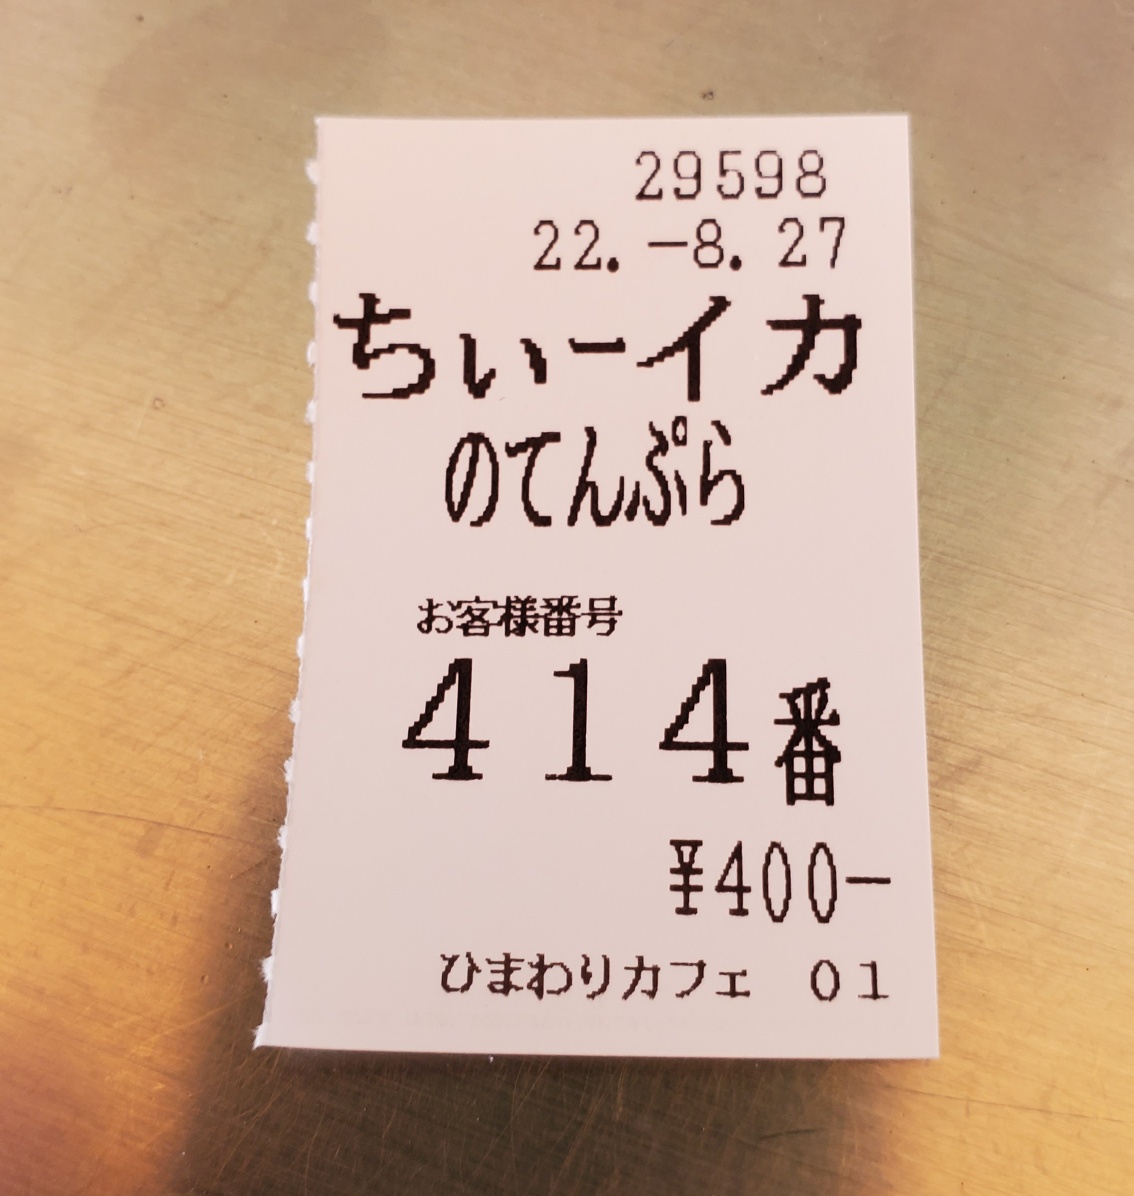 29598
22.-8.27
ちぃーイカ
のてんぷら
お客様番号
414番
¥400-
ひまわりカフェ 01